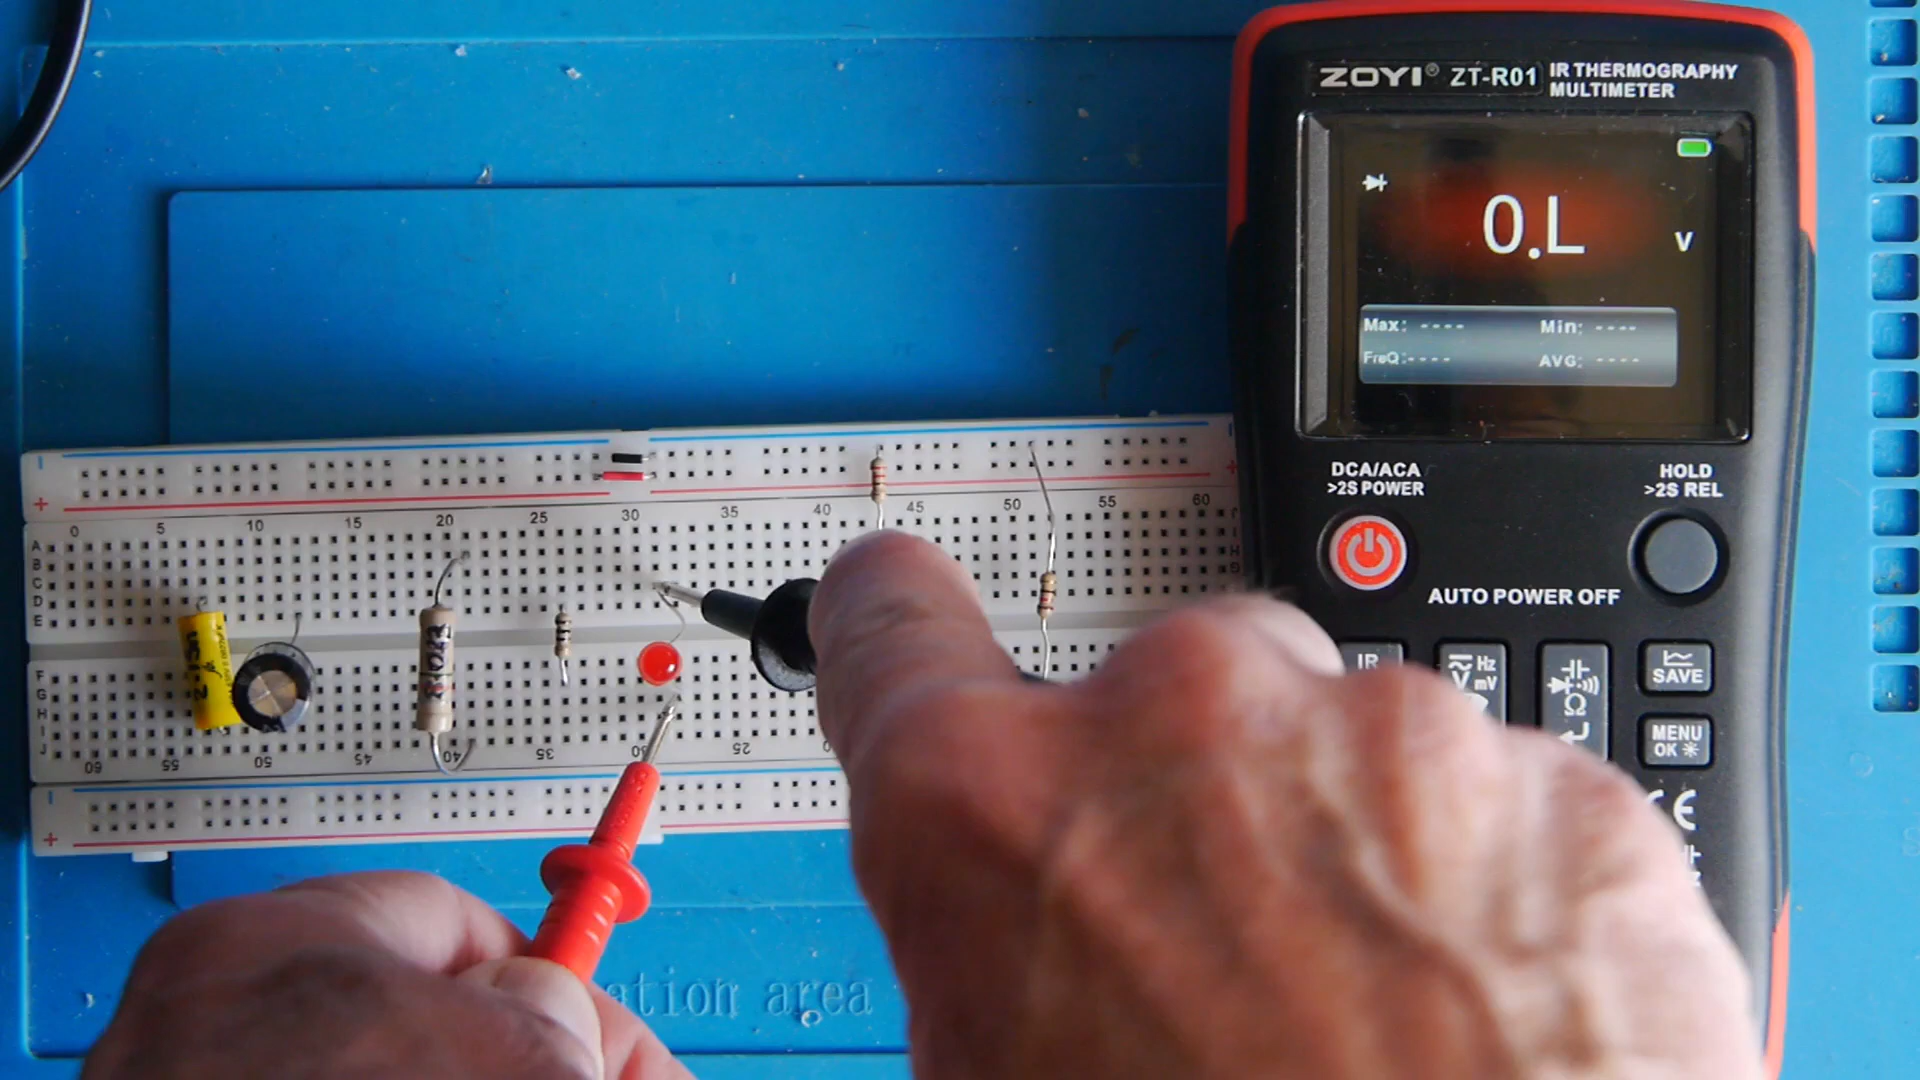 ZOYI® ZT-R01 IR THERMOGRAPHY
MULTIMETER
0.L
V
Max: ---- Min: ----
FreQ:---- AVG: ----
DCA/ACA
>2S POWER
HOLD
>2S REL
AUTO POWER OFF
IR
Hz
V mV
Ω
SAVE
MENU
OK
CE
+
0 5 10 15 20 25 30 35 40 45 50 55 60
A
B
C
D
E
F
G
H
I
J
60 55 50 45 40 35 30 25
+
ation area